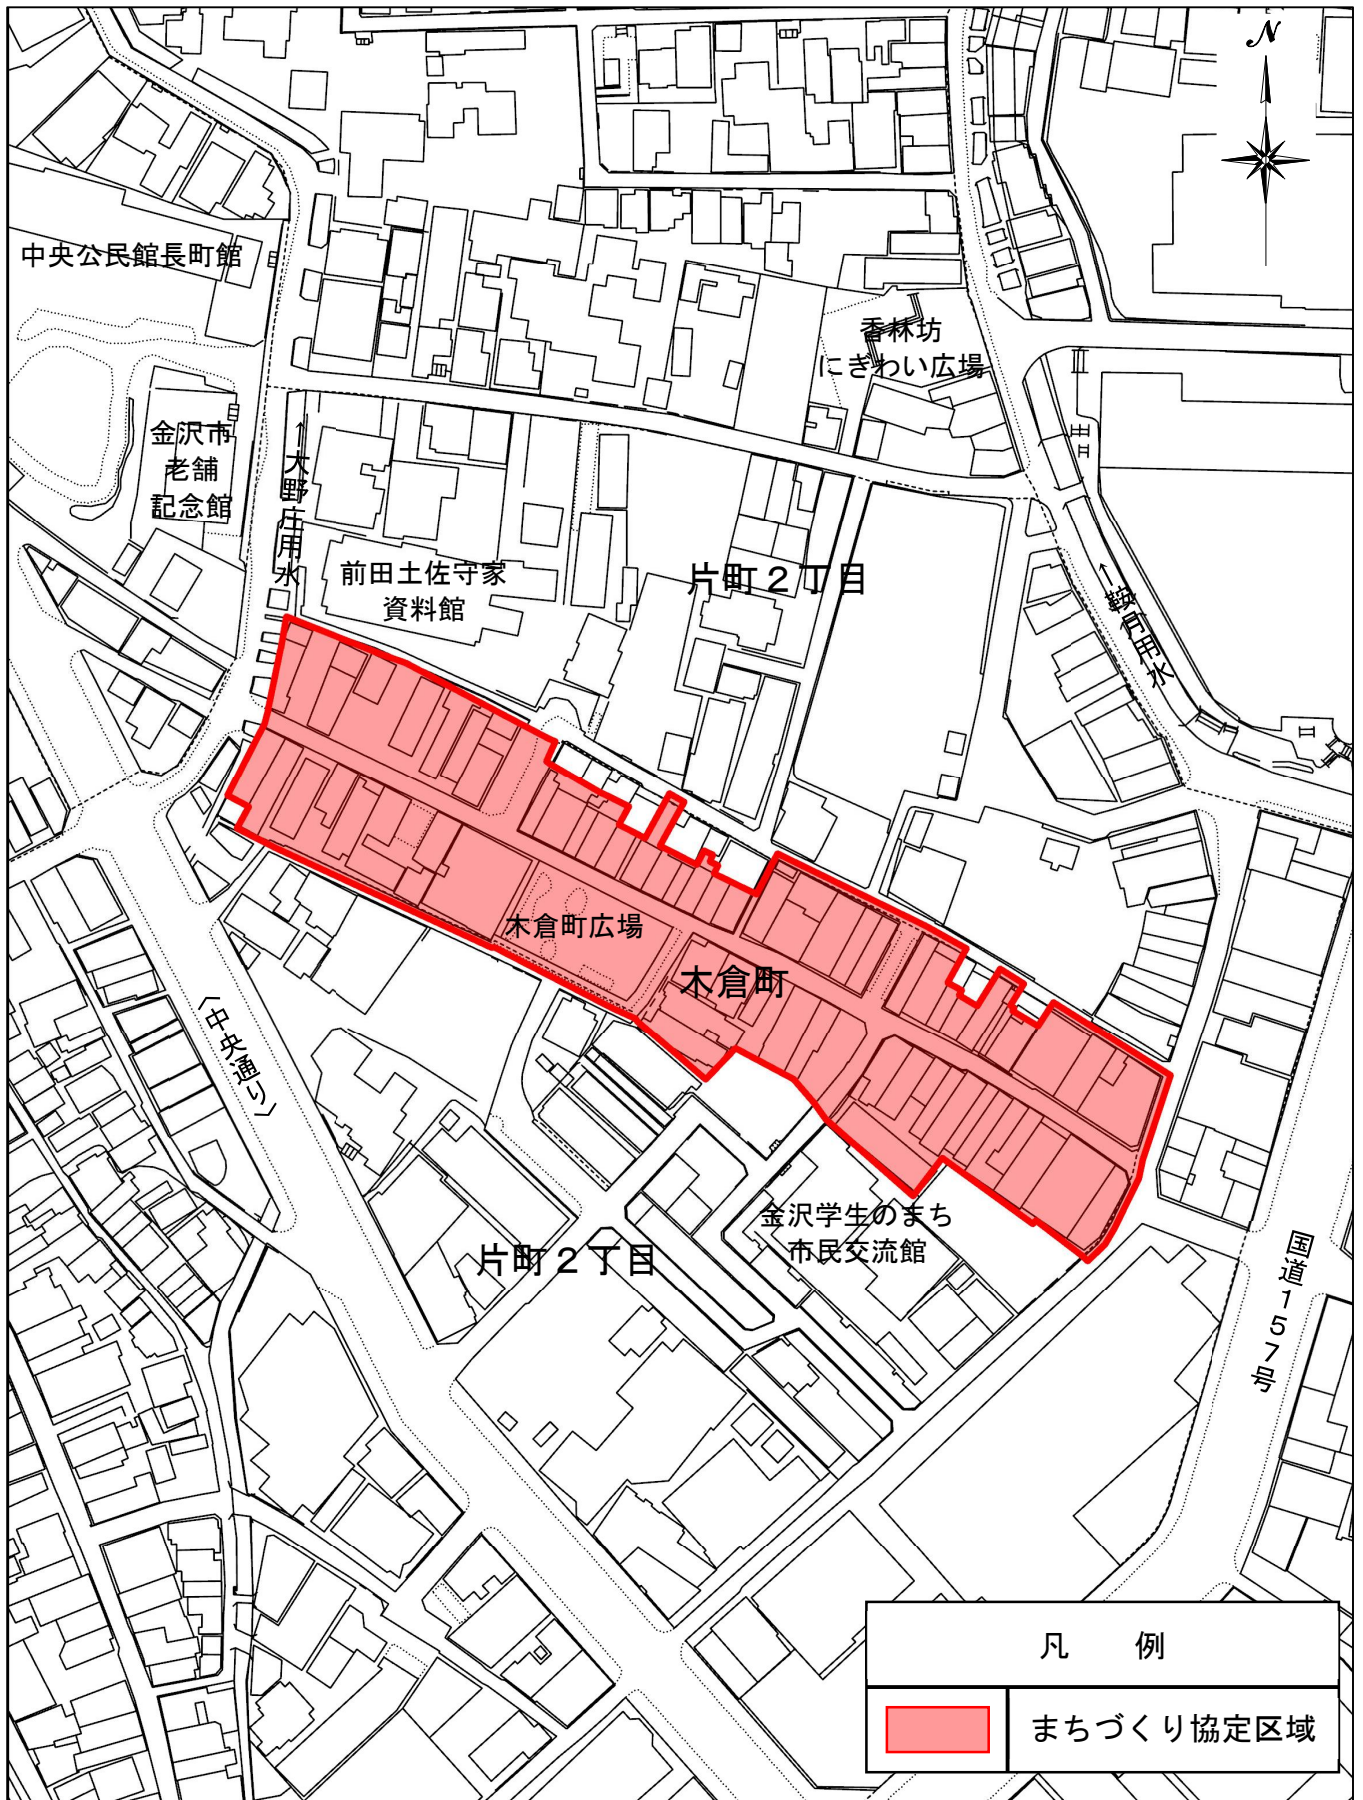 N
中央公民館長町館
香林坊
にぎわい広場
金沢市
老舗
記念館
→大野庄用水
前田土佐守家
資料館
片町２丁目
→鞍月用水
木倉町広場
木倉町
〈中央通り〉
金沢学生のまち
市民交流館
片町２丁目
国道157号
凡　例
まちづくり協定区域